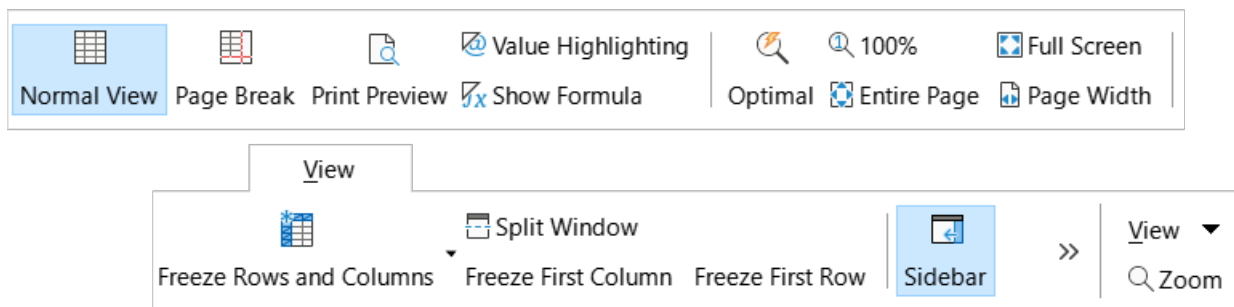 Value Highlighting 100% Full Screen
Normal View Page Break Print Preview Show Formula Optimal Entire Page Page Width
View
Split Window View
Freeze Rows and Columns Freeze First Column Freeze First Row Sidebar Zoom